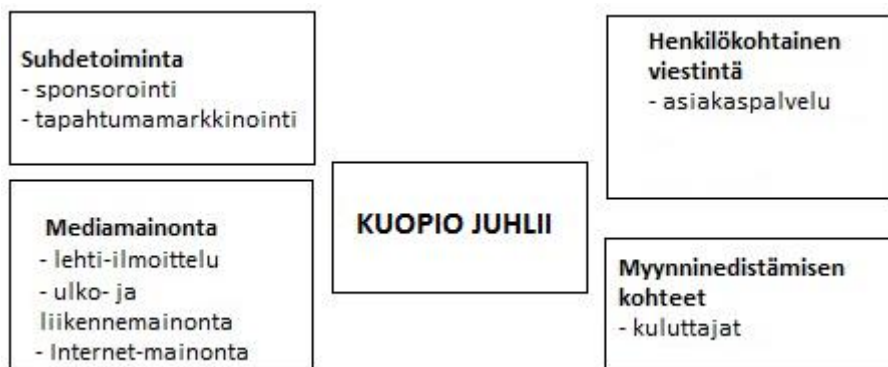 Suhdetoiminta
- sponsorointi
- tapahtumamarkkinointi
Mediamainonta
- lehti-ilmoittelu
- ulko- ja
liikennemainonta
- Internet-mainonta
KUOPIO JUHLII
Henkilökohtainen
viestintä
- asiakaspalvelu
Myynninedistämisen
kohteet
- kuluttajat